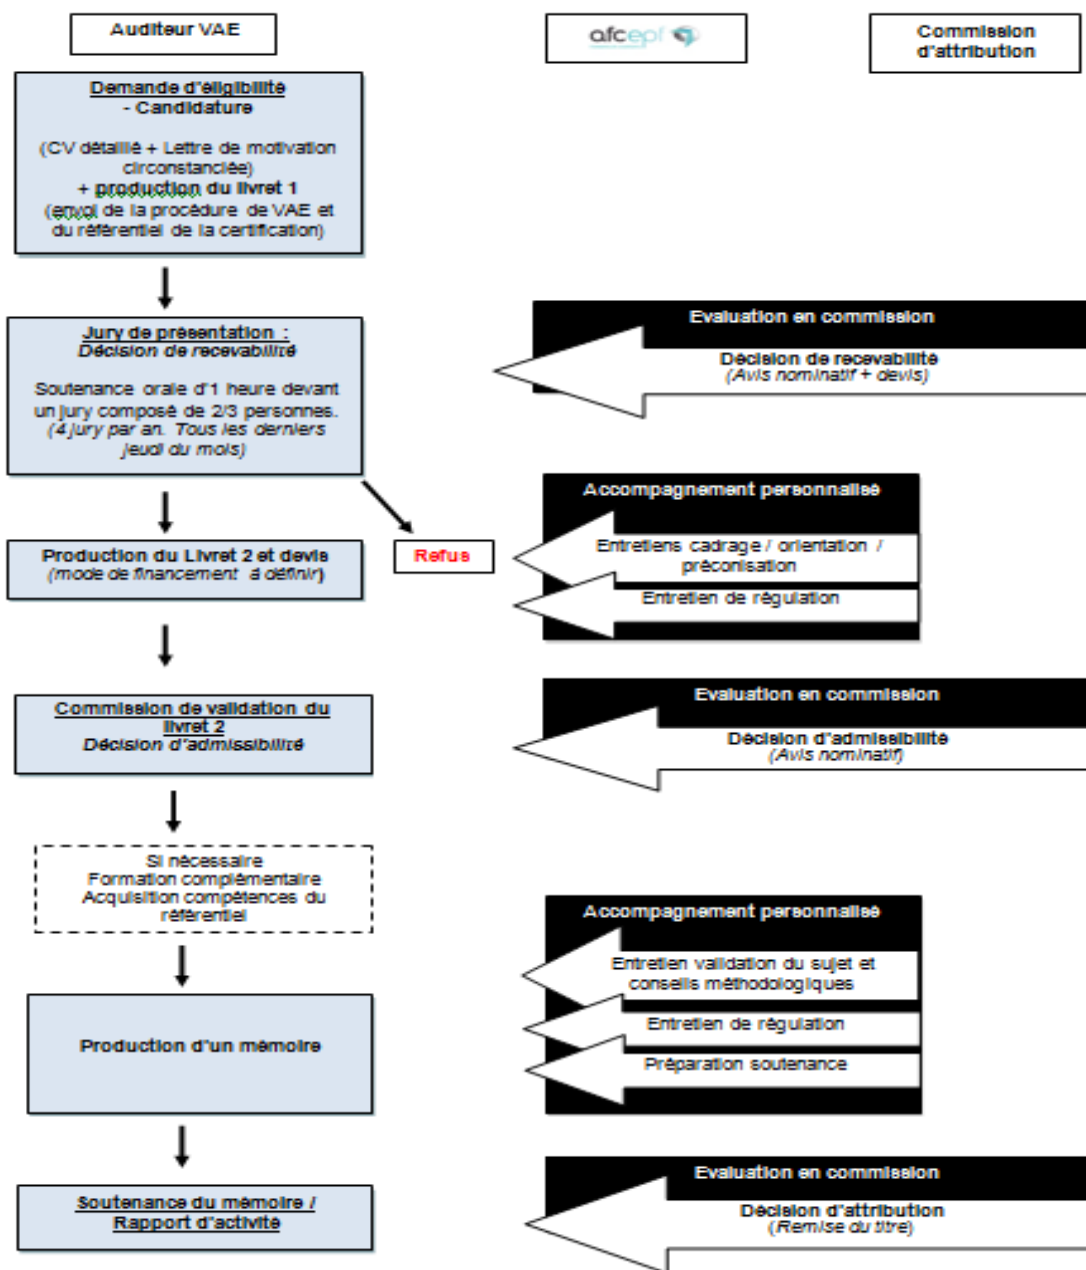 Auditeur VAE
afcepf
Commission
d'attribution
Demande d'éligibilité
- Candidature
(CV détaillé + Lettre de motivation
circonstanciée)
+ production du livret 1
(envoi de la procédure de VAE et
du référentiel de la certification)
Jury de présentation :
Décision de recevabilité
Soutenance orale d'1 heure devant
un jury composé de 2/3 personnes.
(4 jury par an. Tous les derniers
jeudi du mois)
Evaluation en commission
Décision de recevabilité
(Avis nominatif + devis)
Production du Livret 2 et devis
(mode de financement à définir)
Refus
Accompagnement personnalisé
Entretiens cadrage / orientation /
préconisation
Entretien de régulation
Commission de validation du
livret 2
Décision d'admissibilité
Evaluation en commission
Décision d'admissibilité
(Avis nominatif)
Si nécessaire
Formation complémentaire
Acquisition compétences du
référentiel
Production d'un mémoire
Accompagnement personnalisé
Entretien validation du sujet et
conseils méthodologiques
Entretien de régulation
Préparation soutenance
Soutenance du mémoire /
Rapport d'activité
Evaluation en commission
Décision d'attribution
(Remise du titre)